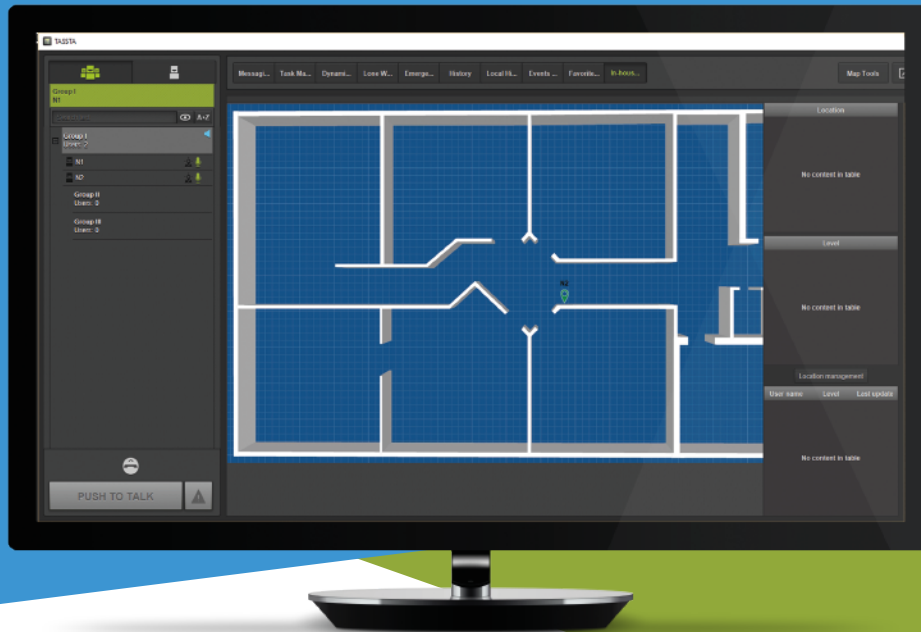 TASSTA
Messagi... Task Ma... Dynami... Lone W... Emerge... History Local Hi... Events ... Favorite... In-hous...
Map Tools
Group I
N1
A-Z
Group I
Users: 2
N1
N2
Group II
Users: 0
Group III
Users: 0
PUSH TO TALK
N2
Location
No content in table
Level
No content in table
Location management
User name Level Last update
No content in table